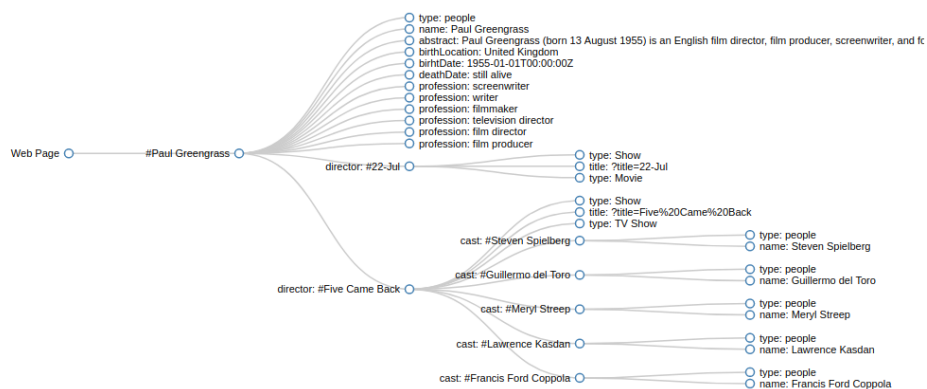 type: people
name: Paul Greengrass
abstract: Paul Greengrass (born 13 August 1955) is an English film director, film producer, screenwriter, and fo
birthLocation: United Kingdom
birhtDate: 1955-01-01T00:00:00Z
deathDate: still alive
profession: screenwriter
profession: writer
profession: filmmaker
profession: television director
profession: film director
profession: film producer
Web Page
#Paul Greengrass
director: #22-Jul
type: Show
title: ?title=22-Jul
type: Movie
director: #Five Came Back
type: Show
title: ?title=Five%20Came%20Back
type: TV Show
cast: #Steven Spielberg
type: people
name: Steven Spielberg
cast: #Guillermo del Toro
type: people
name: Guillermo del Toro
cast: #Meryl Streep
type: people
name: Meryl Streep
cast: #Lawrence Kasdan
type: people
name: Lawrence Kasdan
cast: #Francis Ford Coppola
type: people
name: Francis Ford Coppola